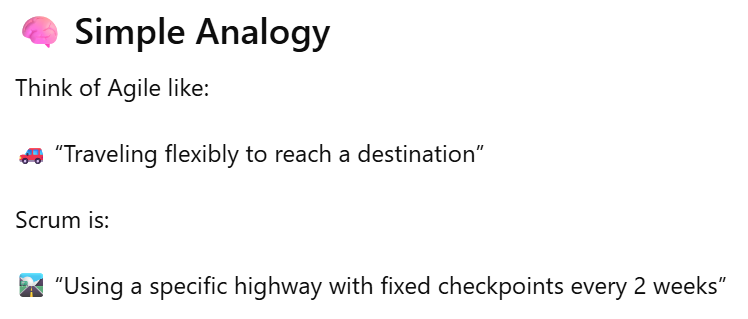 🧠 Simple Analogy
Think of Agile like:
🚗 “Traveling flexibly to reach a destination”
Scrum is:
🛣️ “Using a specific highway with fixed checkpoints every 2 weeks”